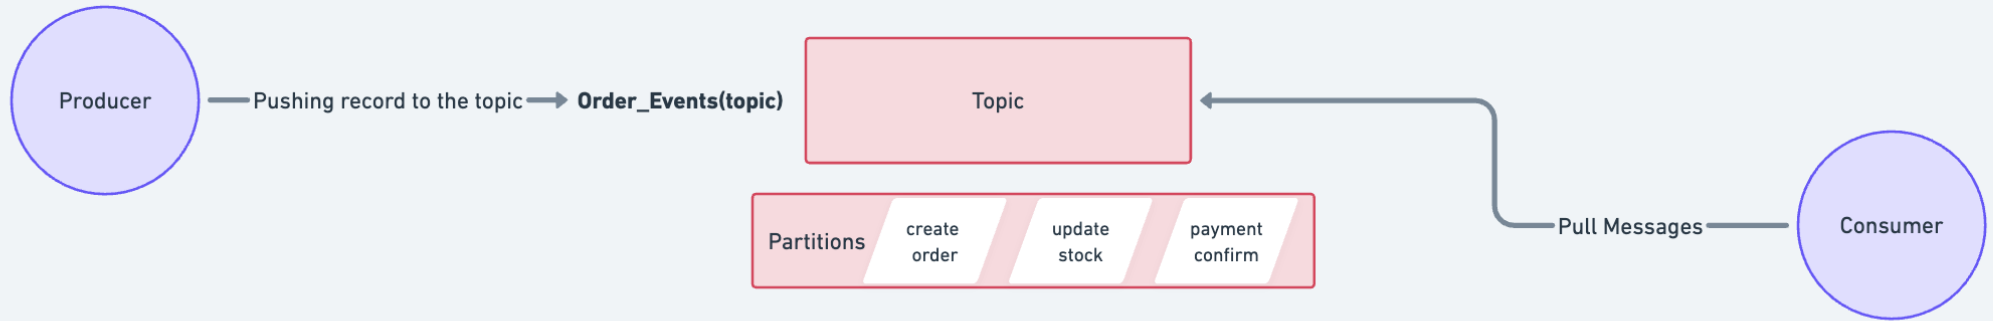 Producer
Pushing record to the topic
Order_Events(topic)
Topic
Partitions
create
order
update
stock
payment
confirm
Pull Messages
Consumer